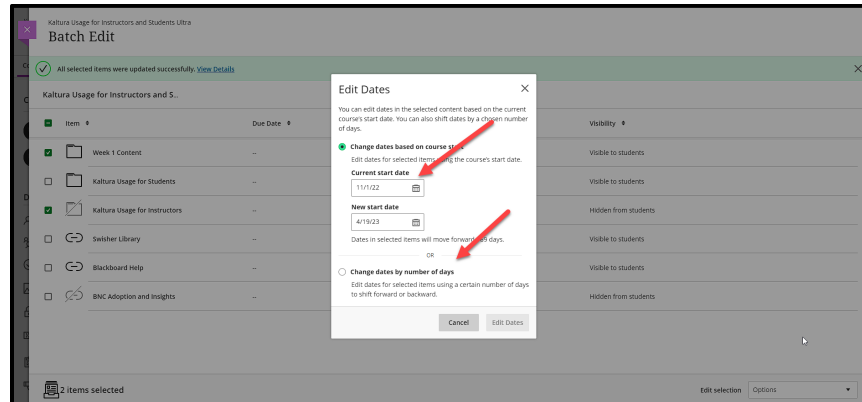 Kaltura Usage for Instructors and Students Ultra
Batch Edit
All selected items were updated successfully. View Details
Kaltura Usage for Instructors and S..
Item
Due Date
Visibility
Week 1 Content
--
Visible to students
Kaltura Usage for Students
--
Visible to students
Kaltura Usage for Instructors
--
Hidden from students
Swisher Library
--
Visible to students
Blackboard Help
--
Visible to students
BNC Adoption and Insights
--
Hidden from students
Edit Dates
You can edit dates in the selected content based on the current
course's start date. You can also shift dates by a chosen number
of days.
Change dates based on course
Edit dates for selected items using the course's start date.
Current start date
11/1/22
New start date
4/19/23
Dates in selected items will move forward days.
OR
Change dates by number of days
Edit dates for selected items using a certain number of days
to shift forward or backward.
Cancel
Edit Dates
2 items selected
Edit selection
Options